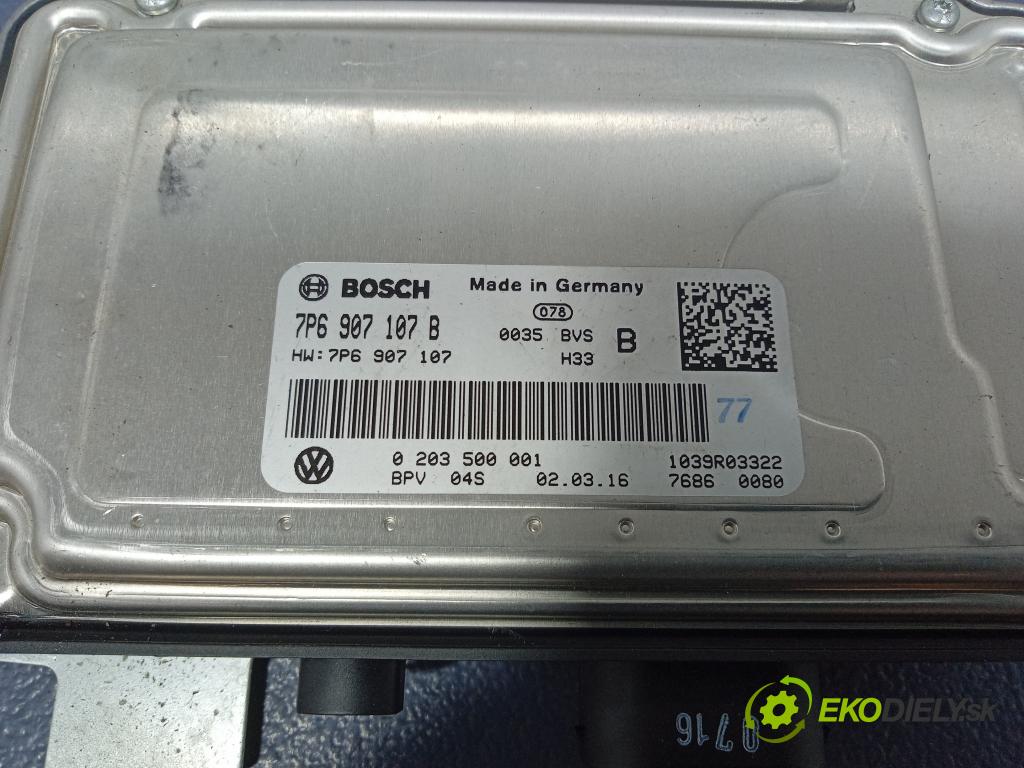 BOSCH Made in Germany
078
7P6 907 107 B 0035 BVS B
HW:7P6 907 107 H33
77
0 203 500 001 1039R03322
BPV 04S 02.03.16 7686 0080
0716
EKODIELY.sk